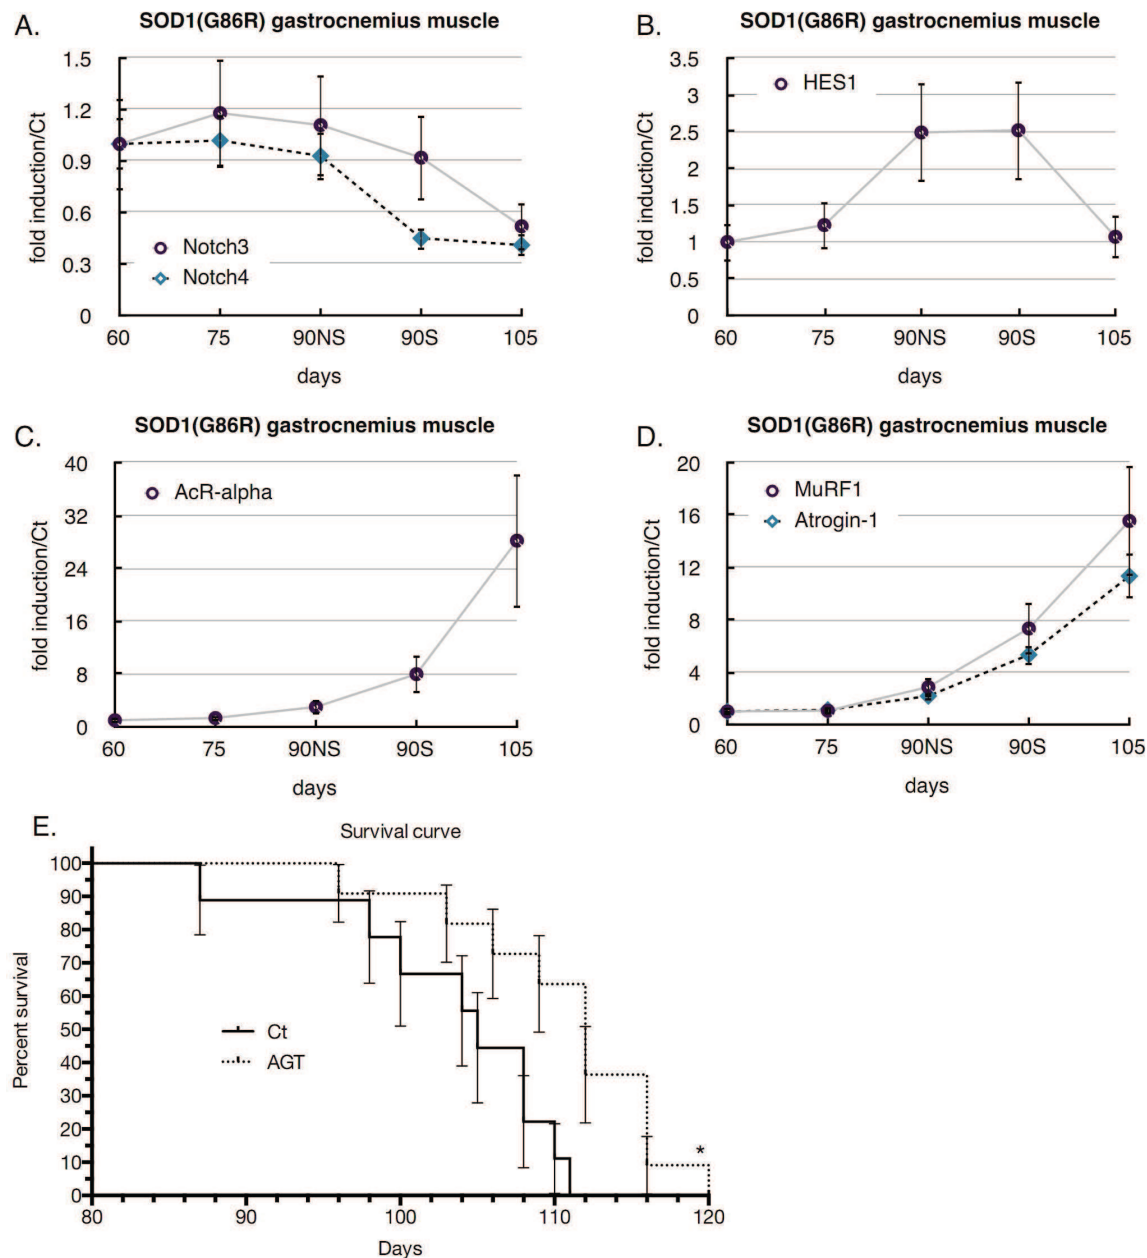 A.
SOD1(G86R) gastrocnemius muscle
1.5
1.2
0.9
0.6
0.3
0
fold induction/Ct
Notch3
Notch4
60 75 90NS 90S 105
days
B.
SOD1(G86R) gastrocnemius muscle
3.5
3
2.5
2
1.5
1
0.5
0
fold induction/Ct
HES1
60 75 90NS 90S 105
days
C.
SOD1(G86R) gastrocnemius muscle
40
32
24
16
8
0
fold induction/Ct
AcR-alpha
60 75 90NS 90S 105
days
D.
SOD1(G86R) gastrocnemius muscle
20
16
12
8
4
0
fold induction/Ct
MuRF1
Atrogin-1
60 75 90NS 90S 105
days
E.
Survival curve
100
90
80
70
60
50
40
30
20
10
0
Percent survival
Ct
AGT
*
80 90 100 110 120
Days